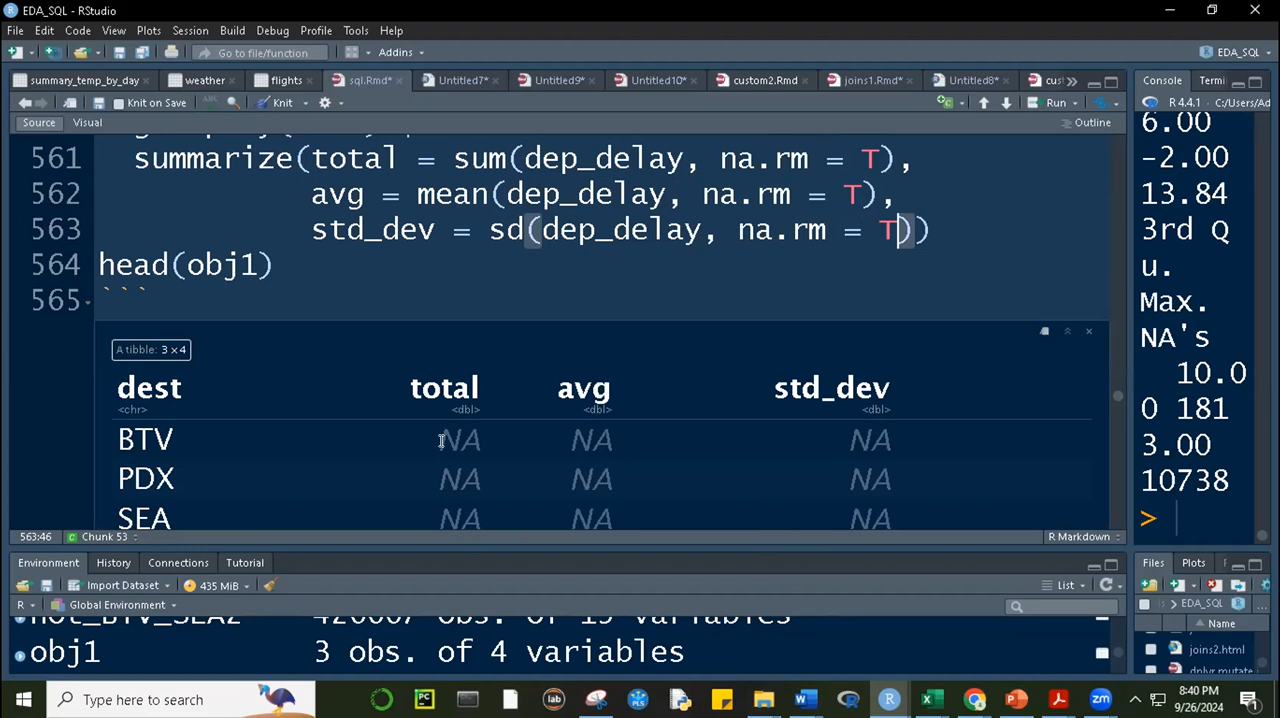 EDA_SQL - RStudio
File Edit Code View Plots Session Build Debug Profile Tools Help
Go to file/function Addins EDA_SQL
summary_temp_by_day weather flights sql.Rmd* Untitled7* Untitled9* Untitled10* custom2.Rmd joins1.Rmd* Untitled8* Console
Knit on Save Knit Run R 4.4.1 C:/Users/Ad
Source Visual Outline
561 summarize(total = sum(dep_delay, na.rm = T),
562 avg = mean(dep_delay, na.rm = T),
563 std_dev = sd(dep_delay, na.rm = T))
564 head(obj1)
565 ```
A tibble: 3 × 4
dest total avg std_dev
<chr> <dbl> <dbl> <dbl>
BTV NA NA NA
PDX NA NA NA
SEA NA NA NA
563:46 Chunk 53 R Markdown
6.00
-2.00
13.84
3rd Q
u.
Max.
NA's
10.0
0 181
3.00
10738
>
Environment History Connections Tutorial
Import Dataset 435 MiB List
R Global Environment
obj1 3 obs. of 4 variables
Files Plots
EDA_SQL
Name
joins2.html
Type here to search
8:40 PM
9/26/2024